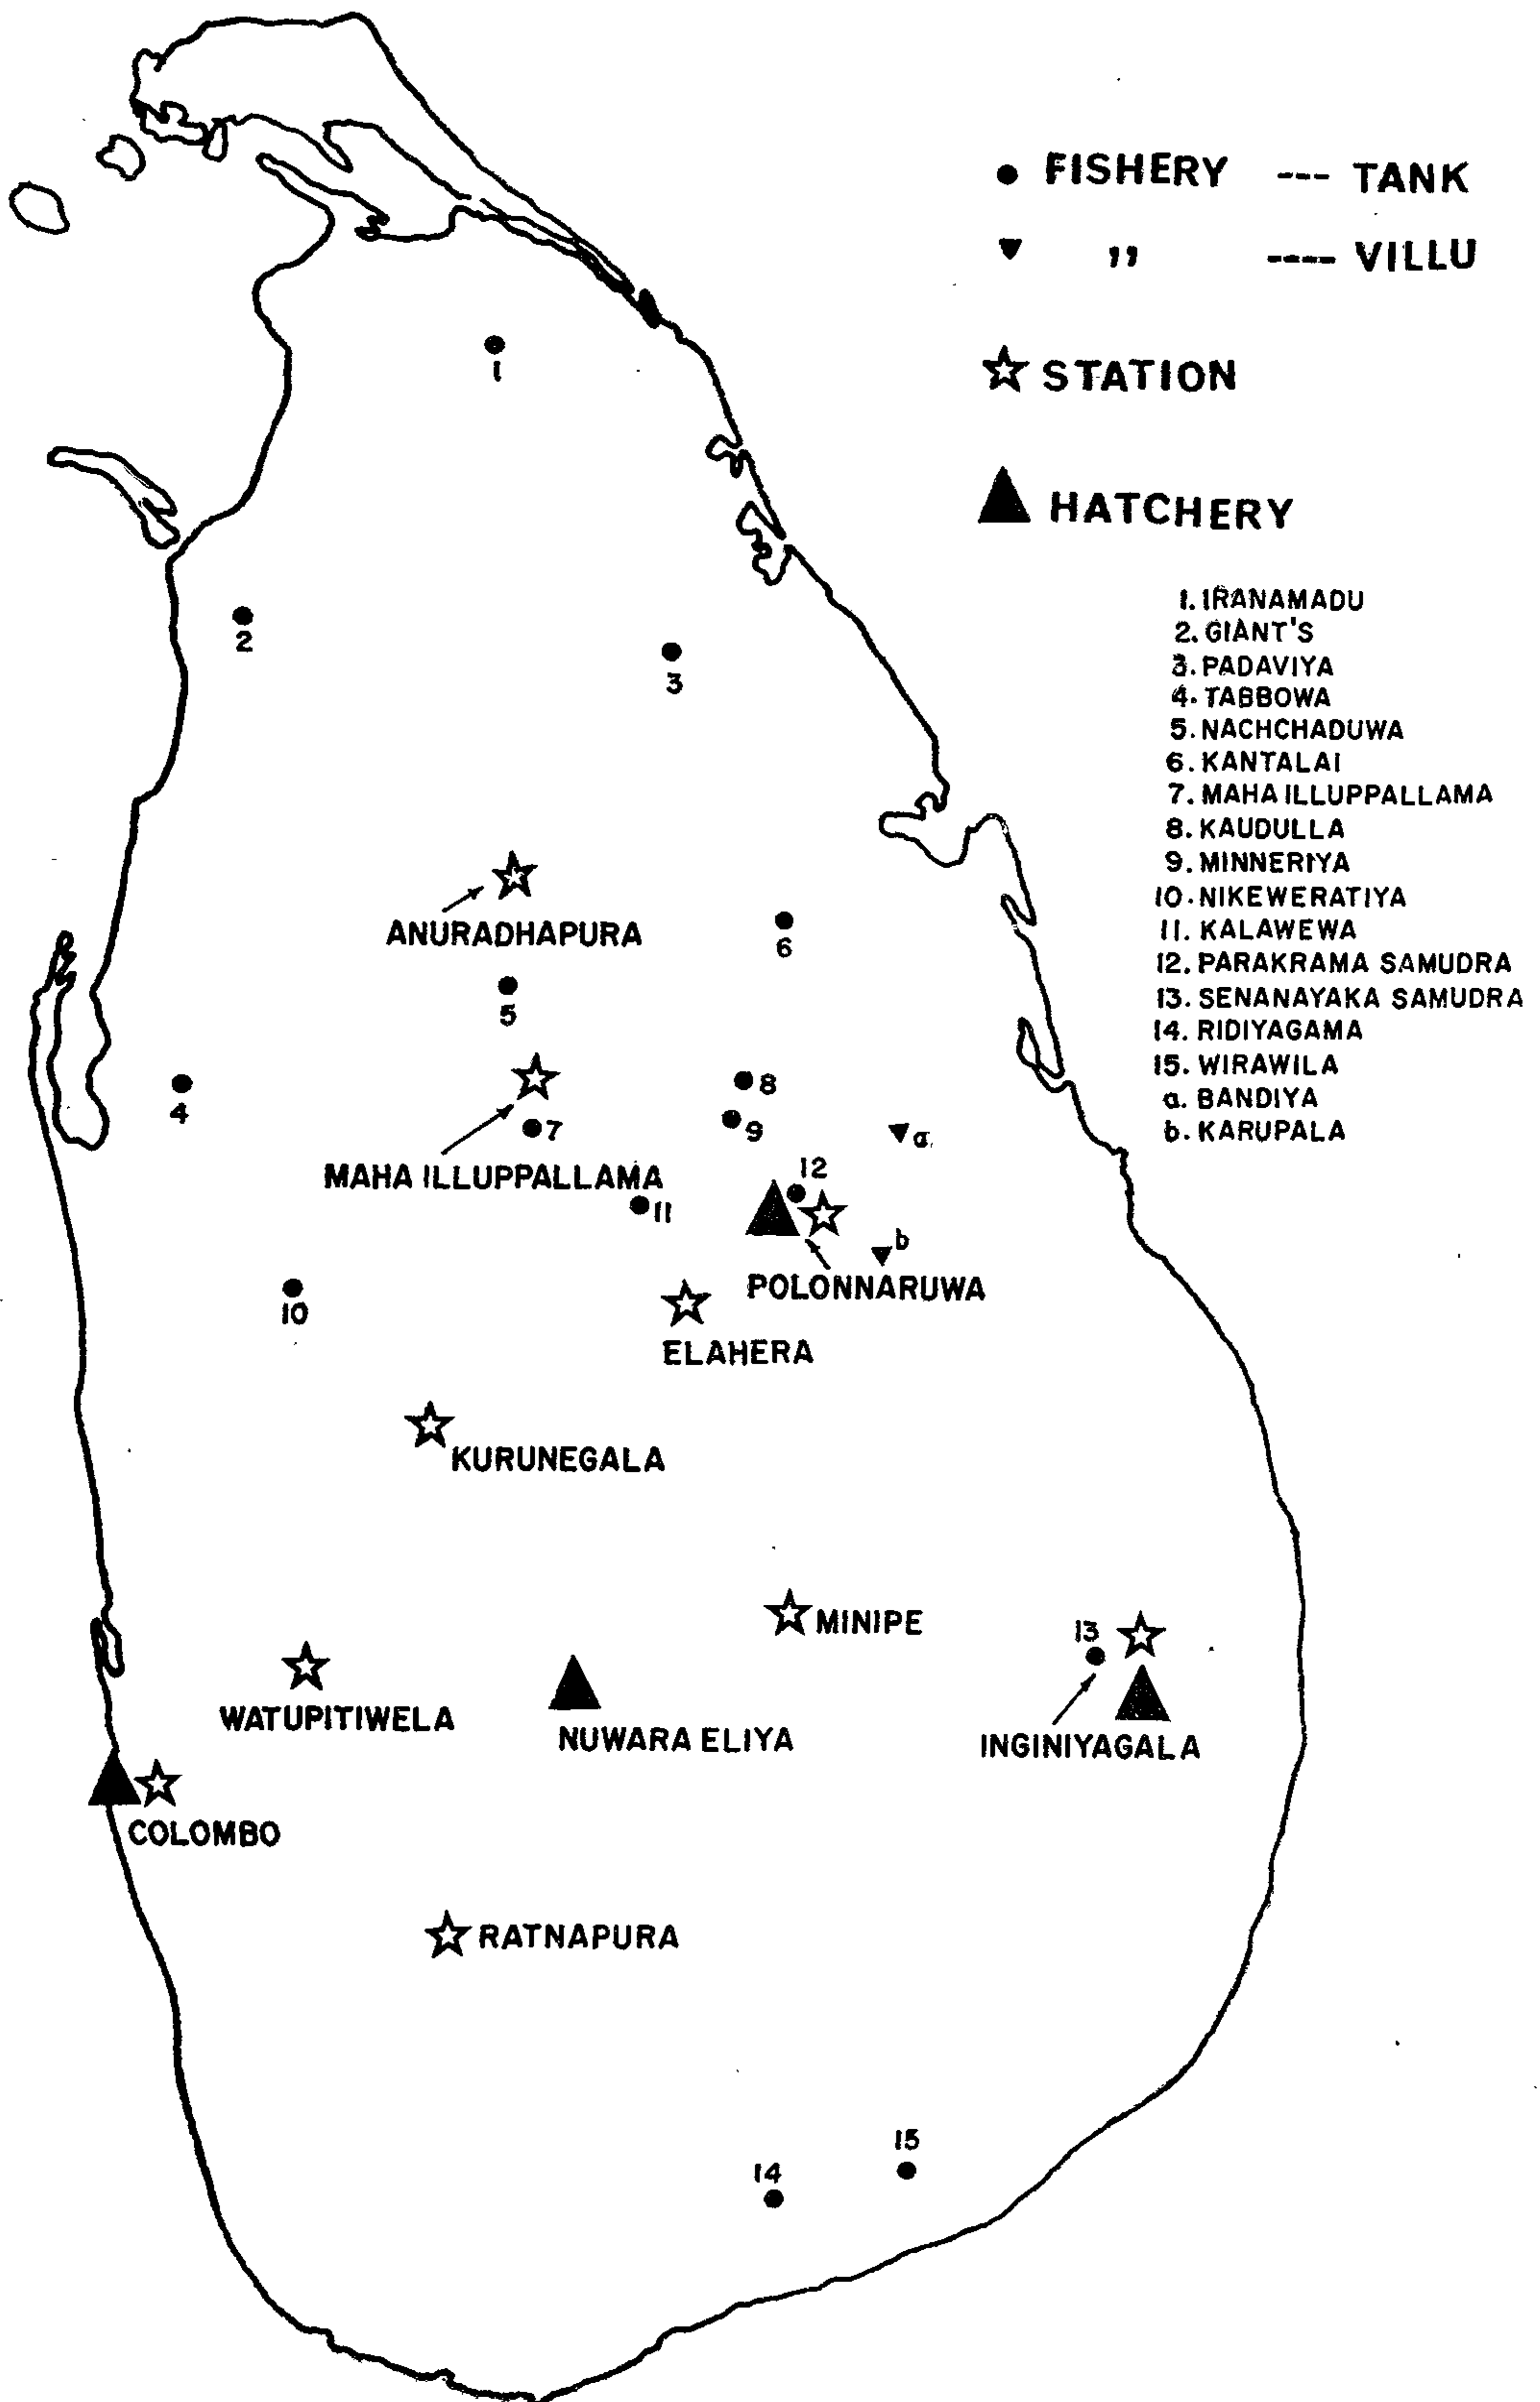 FISHERY --- TANK
,, ---- VILLU
STATION
HATCHERY
1. IRANAMADU
2. GIANT'S
3. PADAVIYA
4. TABBOWA
5. NACHCHADUWA
6. KANTALAI
7. MAHA ILLUPPALLAMA
8. KAUDULLA
9. MINNERIYA
10. NIKEWERATIYA
11. KALAWEWA
12. PARAKRAMA SAMUDRA
13. SENANAYAKA SAMUDRA
14. RIDIYAGAMA
15. WIRAWILA
a. BANDIYA
b. KARUPALA
1
2
3
ANURADHAPURA
6
5
4
8
7
9
a
MAHA ILLUPPALLAMA
12
11
b
POLONNARUWA
10
ELAHERA
KURUNEGALA
MINIPE
13
WATUPITIWELA
NUWARA ELIYA
INGINIYAGALA
COLOMBO
RATNAPURA
15
14